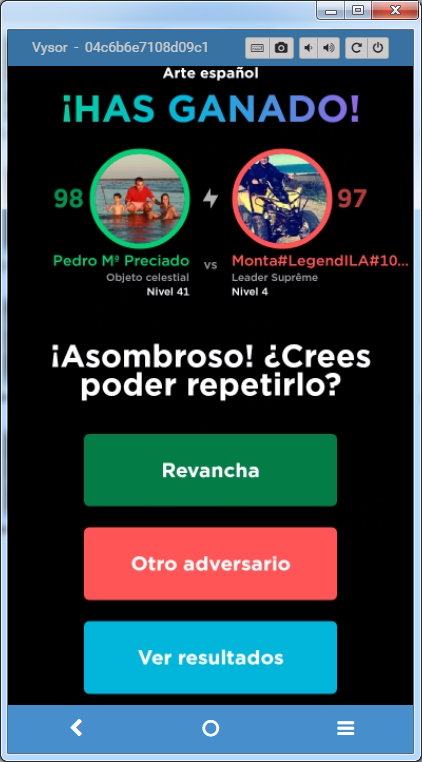 Vysor - 04c6b6e7108d09c1
Arte español
¡HAS GANADO!
98
97
Pedro Mª Preciado
vs
Monta#LegendILA#10...
Objeto celestial
Leader Suprême
Nivel 41
Nivel 4
¡Asombroso! ¿Crees
poder repetirlo?
Revancha
Otro adversario
Ver resultados